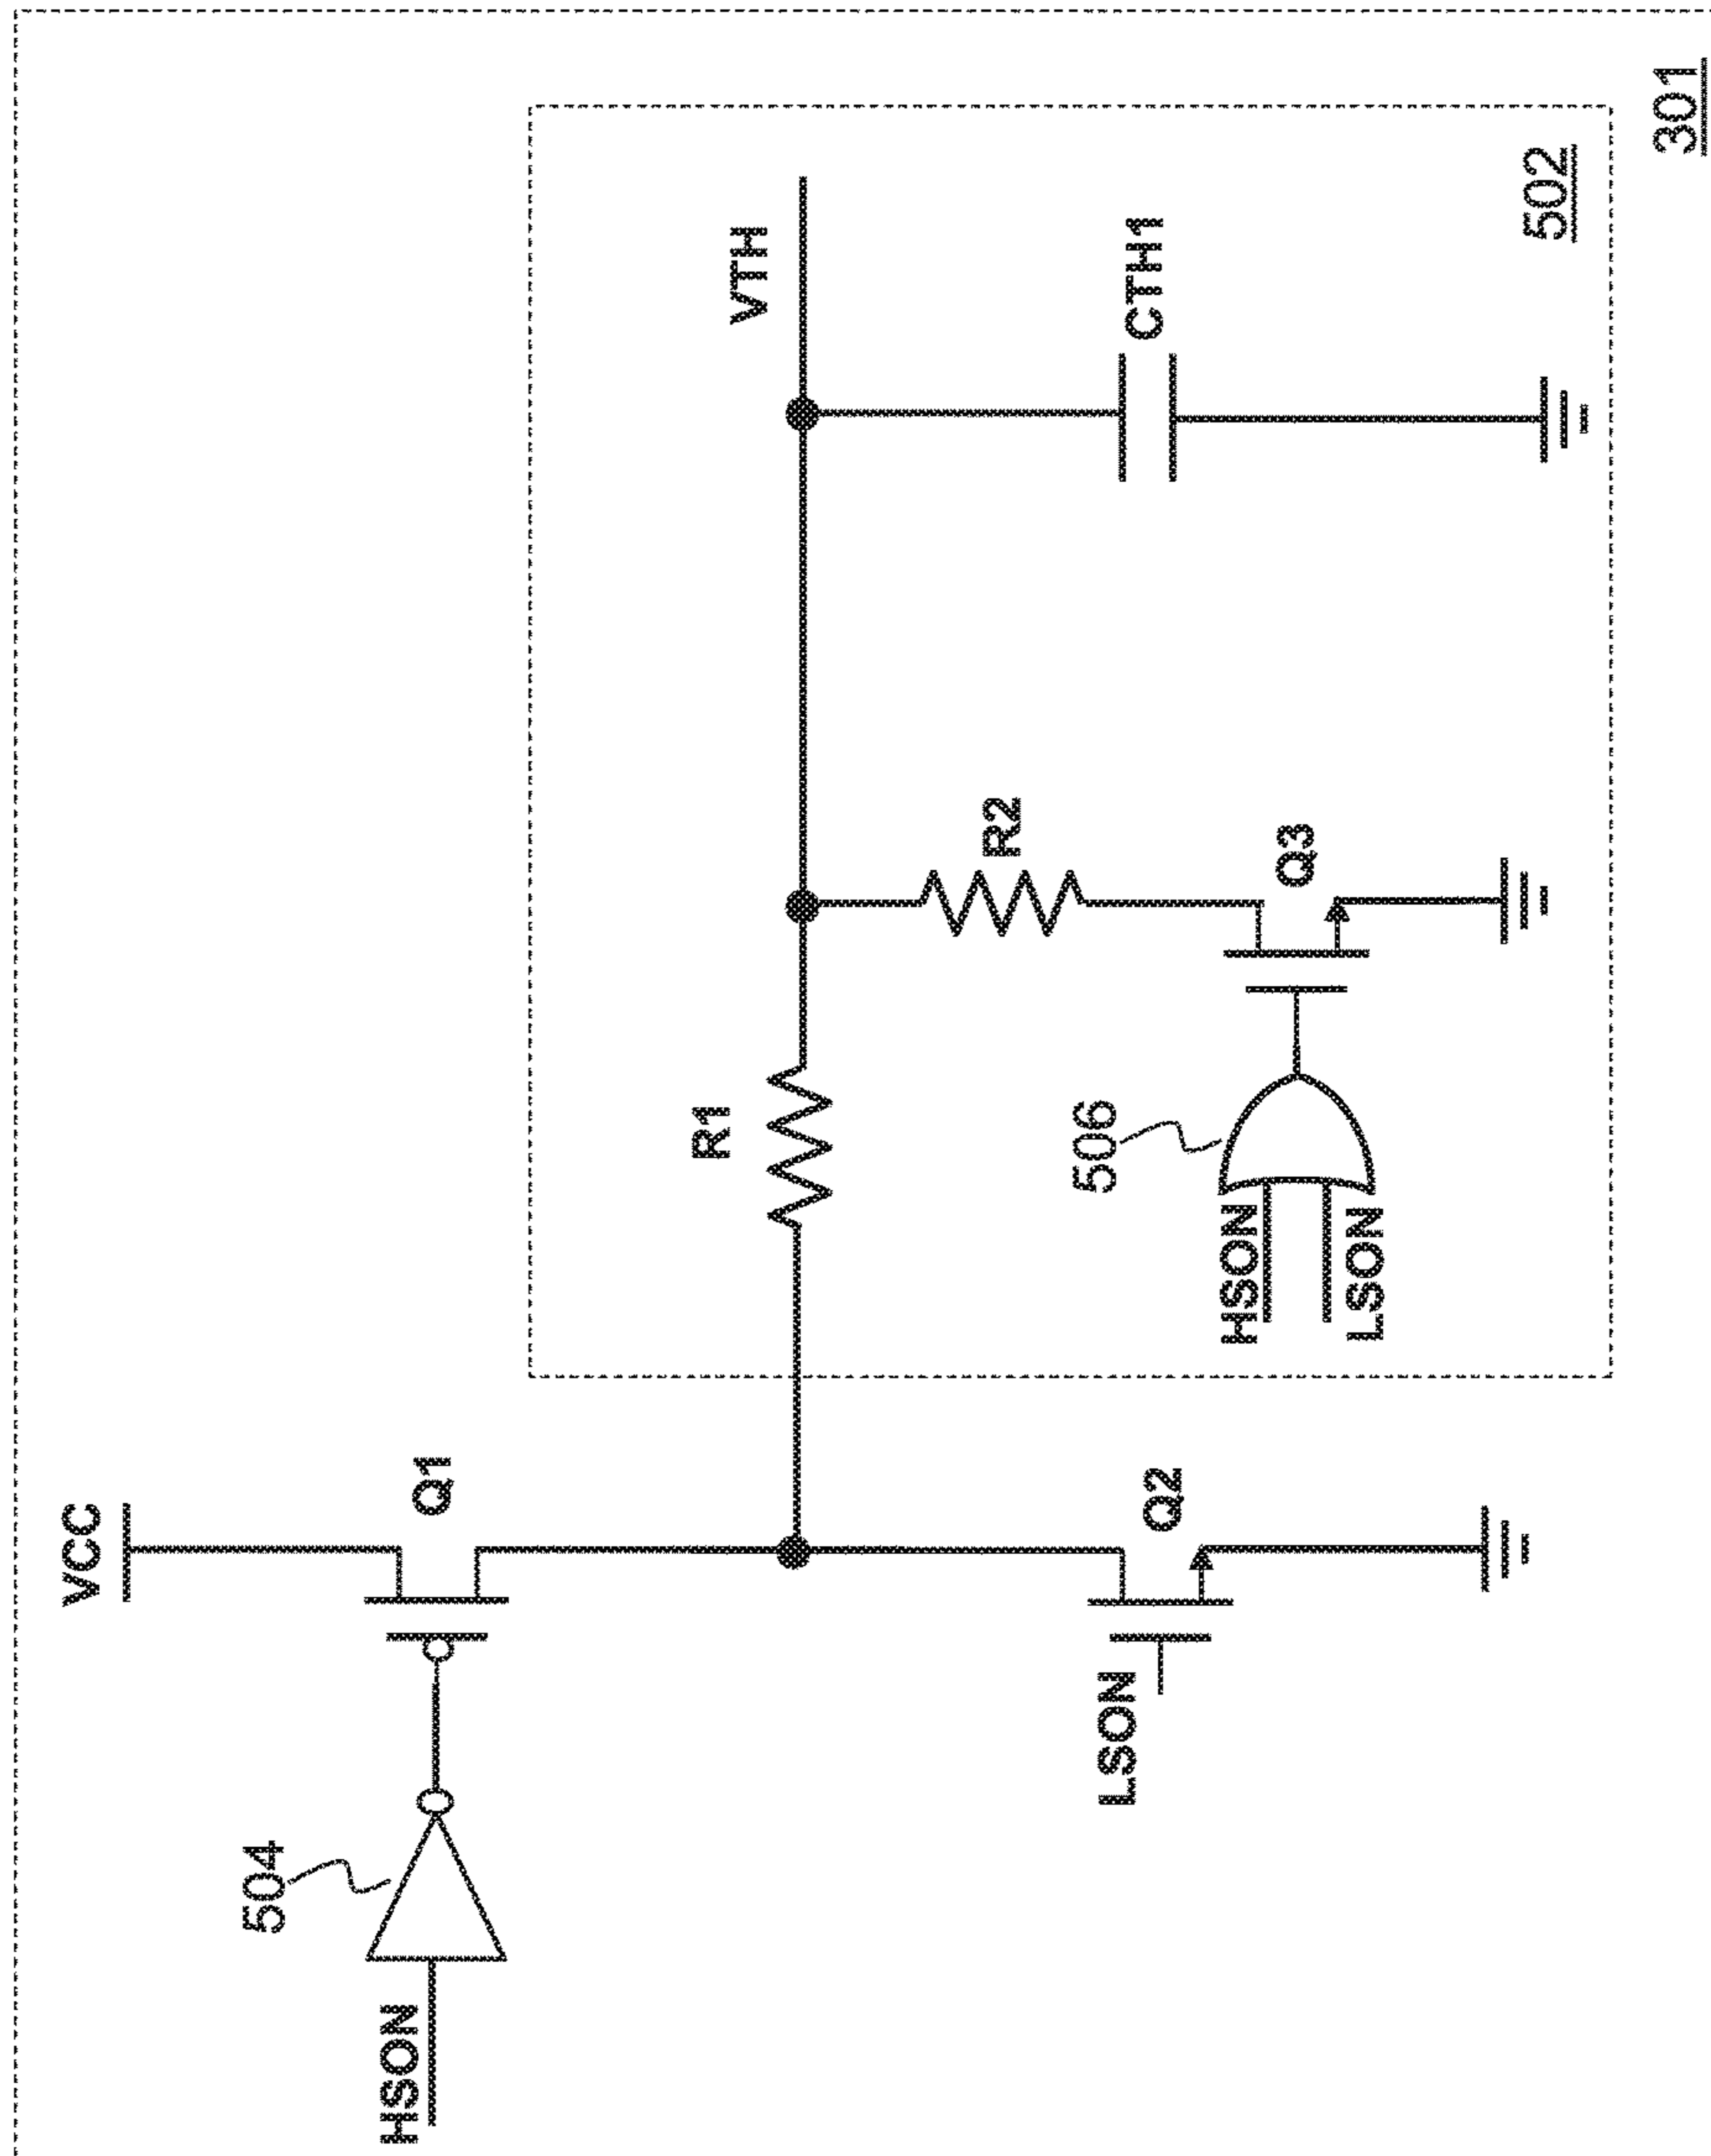 VCC
HSON
504
Q1
LSON
Q2
R1
VTH
R2
HSON
LSON
506
Q3
CTH1
502
301